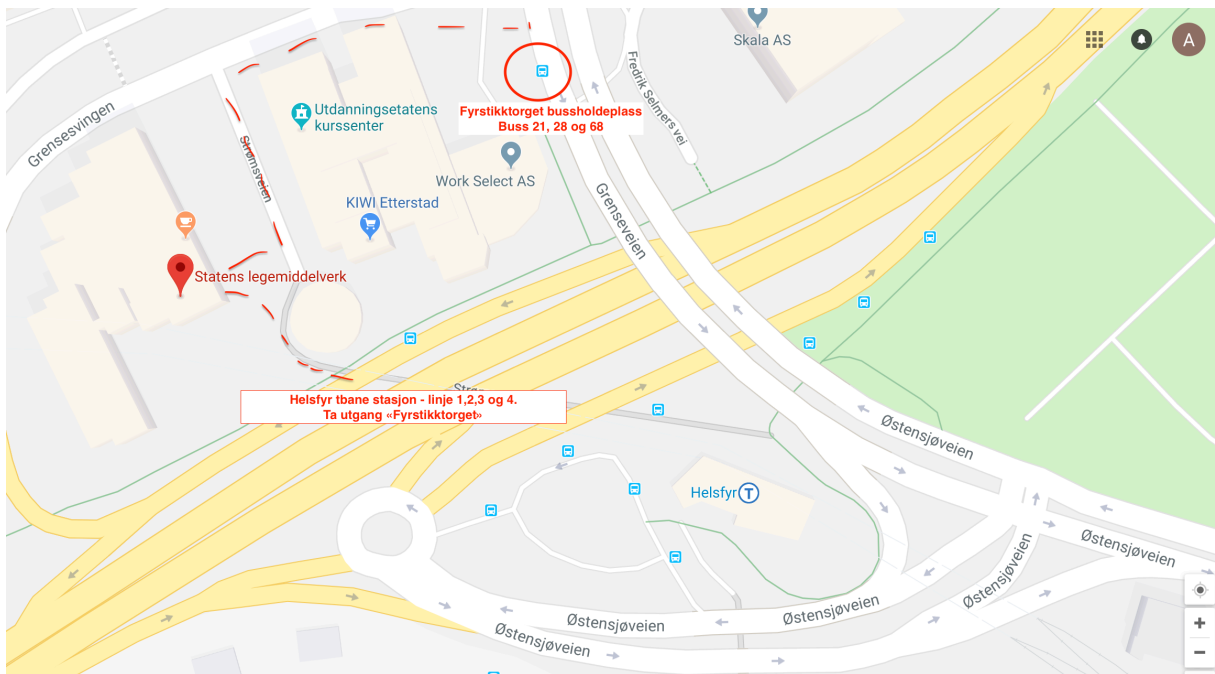 Skala AS
A
Fredrik Selmers vei
Fyrstikktorget bussholdeplass
Buss 21, 28 og 68
Utdanningsetatens
kurssenter
Grensesvingen
Strømsveien
Work Select AS
KIWI Etterstad
Grenseveien
Statens legemiddelverk
Helsfyr tbane stasjon - linje 1,2,3 og 4.
Ta utgang «Fyrstikktorget»
Østensjøveien
Helsfyr
T
Østensjøveien
Østensjøveien
Østensjøveien
Østensjøveien
Østensjøveien
+
−